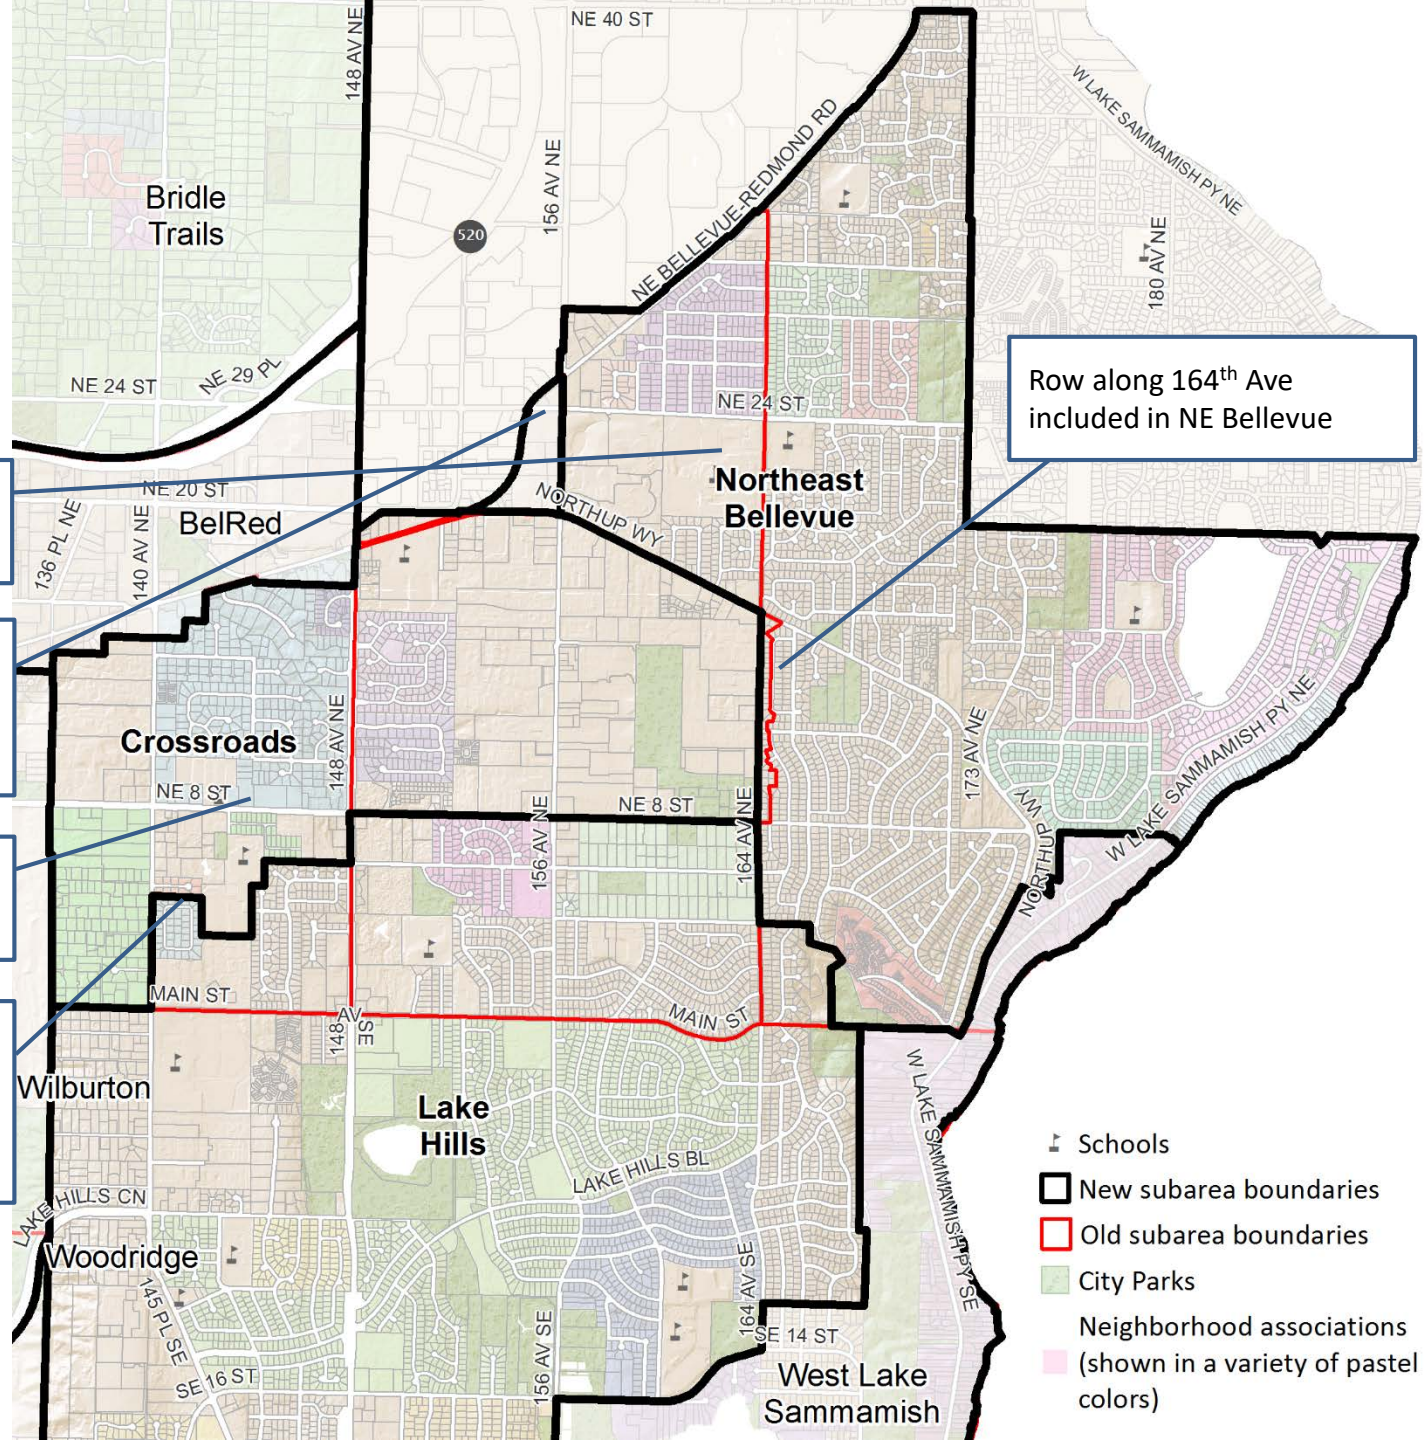 NE 40 ST
148 AV NE
W LAKE SAMMAMISH PY NE
NE BELLEVUE-REDMOND RD
156 AV NE
Bridle
Trails
520
180 AV NE
NE 24 ST
NE 29 PL
NE 24 ST
Row along 164th Ave
included in NE Bellevue
NE 20 ST
BelRed
136 PL NE
140 AV NE
NORTHUP WY
Northeast
Bellevue
148 AV NE
Crossroads
173 AV NE
W LAKE SAMMAMISH PY NE
NE 8 ST
NE 8 ST
156 AV NE
164 AV NE
NORTHUP WY
MAIN ST
148 AV SE
MAIN ST
Wilburton
Lake
Hills
W LAKE SAMMAMISH PY SE
LAKE HILLS BL
LAKE HILLS CN
Woodridge
145 PL SE
SE 16 ST
156 AV SE
164 AV SE
SE 14 ST
West Lake
Sammamish
Schools
New subarea boundaries
Old subarea boundaries
City Parks
Neighborhood associations
(shown in a variety of pastel
colors)